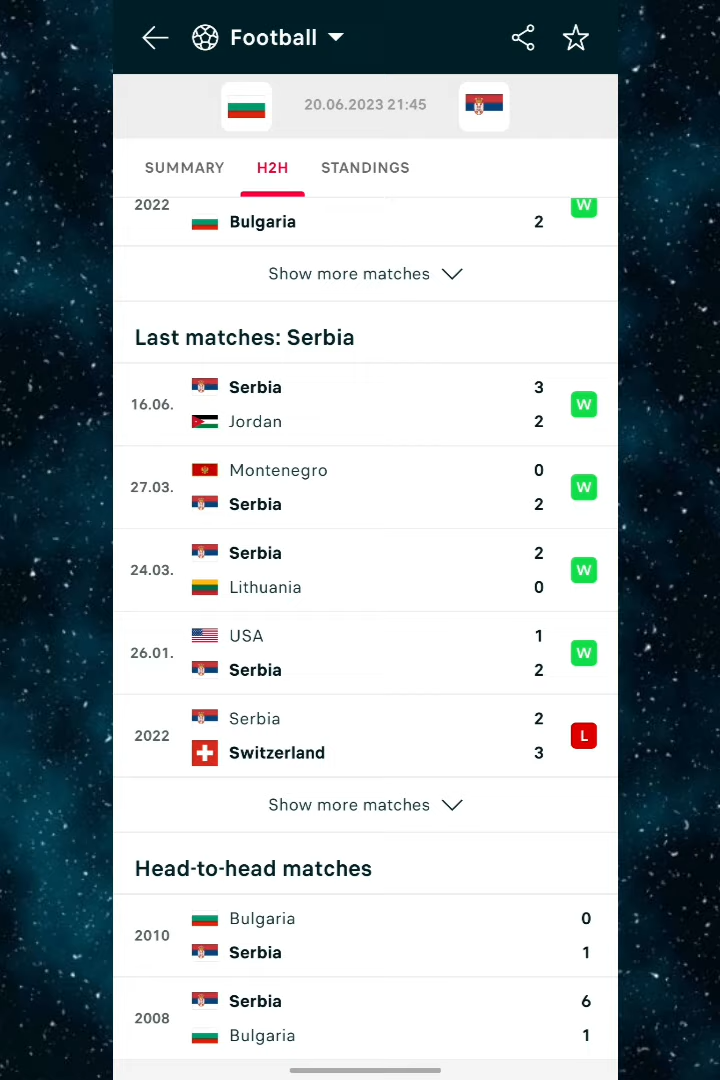 Football
20.06.2023 21:45
SUMMARY H2H STANDINGS
2022
W
Bulgaria 2
Show more matches
Last matches: Serbia
Serbia 3
16.06. W
Jordan 2
Montenegro 0
27.03. W
Serbia 2
Serbia 2
24.03. W
Lithuania 0
USA 1
26.01. W
Serbia 2
Serbia 2
2022 L
Switzerland 3
Show more matches
Head-to-head matches
Bulgaria 0
2010
Serbia 1
Serbia 6
2008
Bulgaria 1